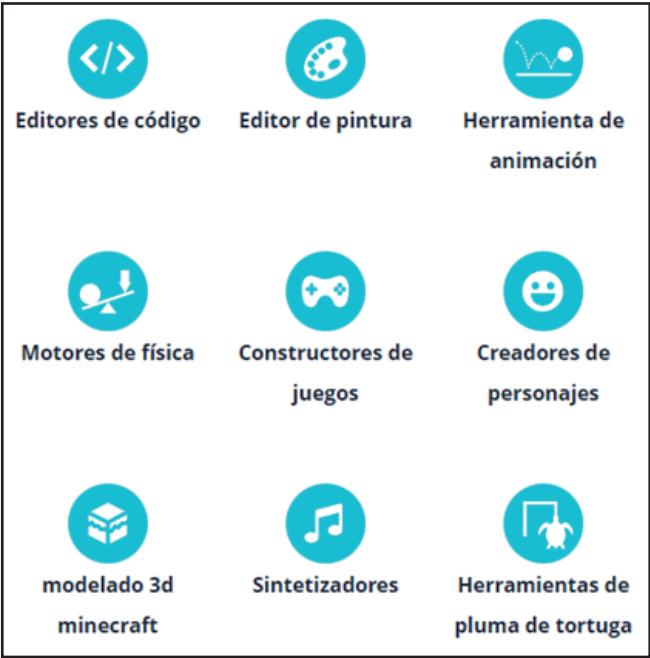 Editores de código
Editor de pintura
Herramienta de
animación
Motores de física
Constructores de
juegos
Creadores de
personajes
modelado 3d
minecraft
Sintetizadores
Herramientas de
pluma de tortuga